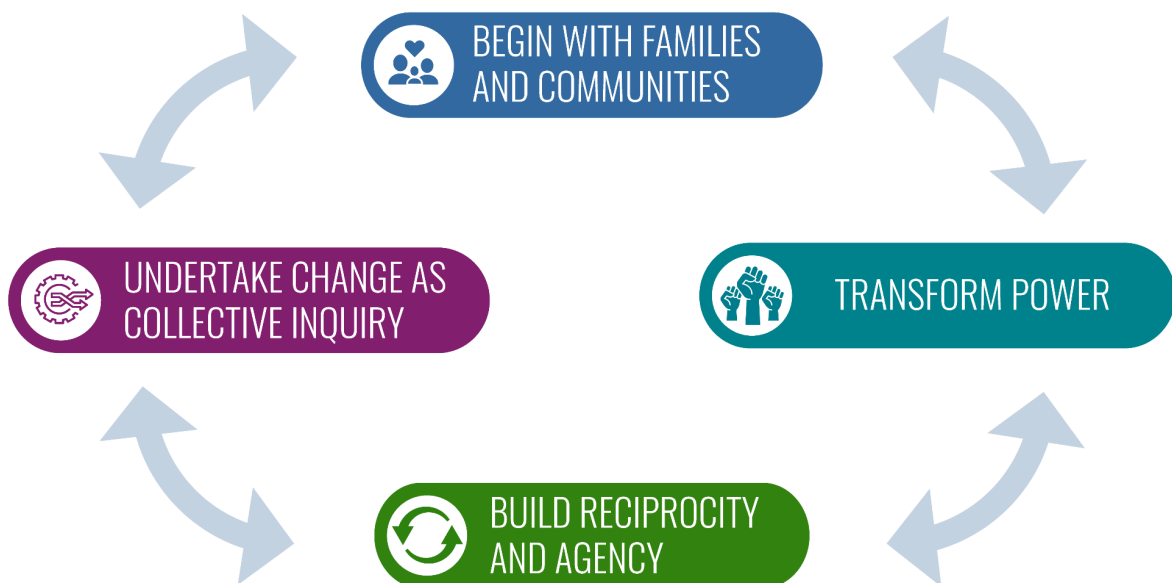 BEGIN WITH FAMILIES
AND COMMUNITIES
UNDERTAKE CHANGE AS
COLLECTIVE INQUIRY
TRANSFORM POWER
BUILD RECIPROCITY
AND AGENCY